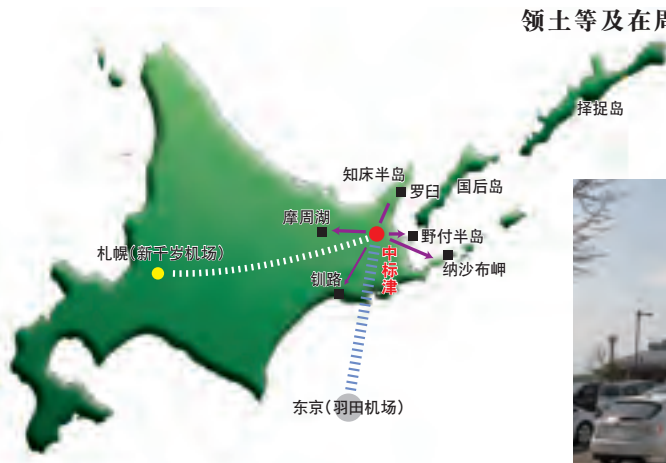 领土等及在
择捉岛
知床半岛
罗臼
国后岛
摩周湖
野付半岛
札幌(新千岁机场)
中标津
纳沙布岬
钏路
东京(羽田机场)